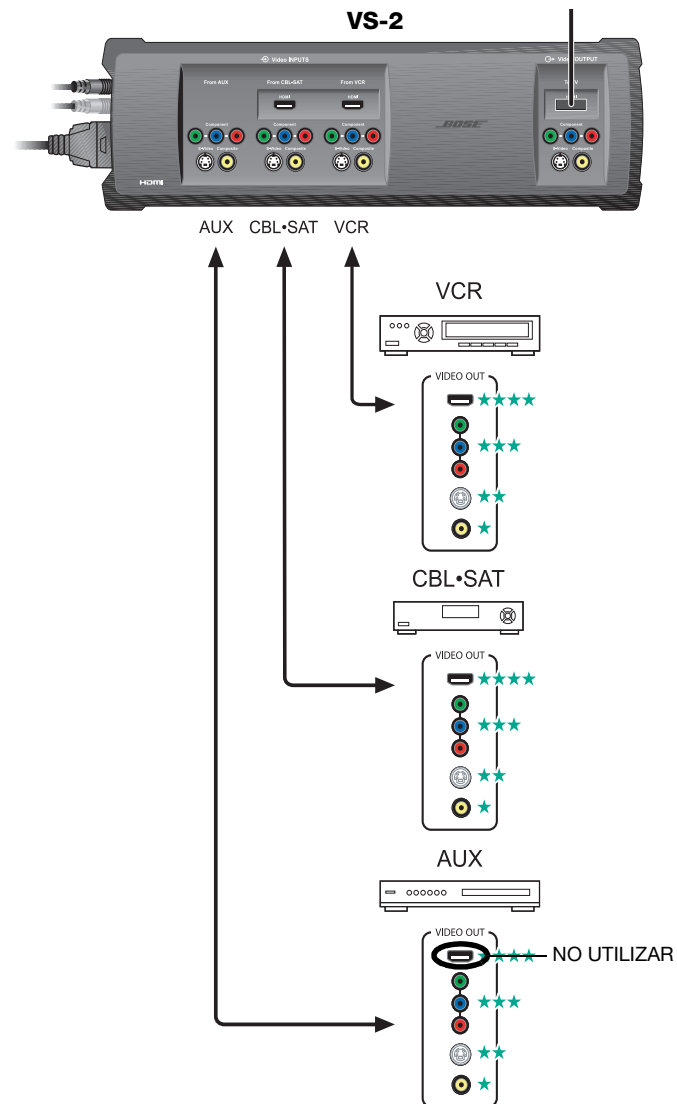 VS-2
Video INPUTS
Video OUTPUT
From AUX
From CBL-SAT
From VCR
HDMI
HDMI
Component
Component
Component
Component
S-Video Composite
S-Video Composite
S-Video Composite
S-Video Composite
BOSE
HDMI
AUX CBL•SAT VCR
VCR
VIDEO OUT
★★★★
★★★
★★
★
CBL•SAT
VIDEO OUT
★★★★
★★★
★★
★
AUX
VIDEO OUT
NO UTILIZAR
★★★
★★
★